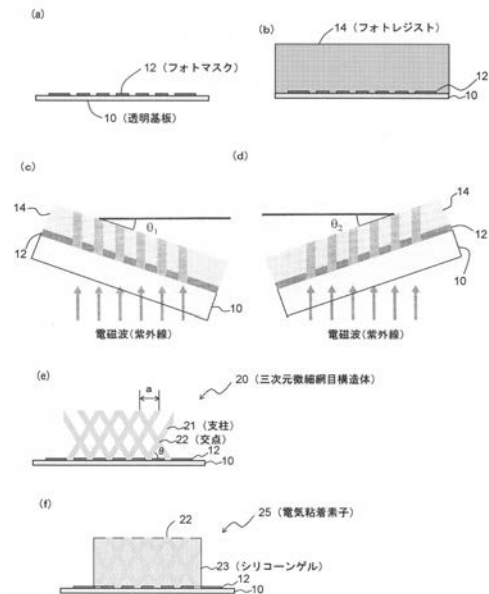 (a)
12（フォトマスク）
10（透明基板）
(b)
14（フォトレジスト）
12
10
(c)
14
12
θ1
10
電磁波(紫外線)
(d)
14
12
θ2
10
電磁波(紫外線)
(e)
a
20（三次元微細網目構造体）
21（支柱）
22（交点）
θ
12
10
(f)
22
25（電気粘着素子）
23（シリコーンゲル）
12
10